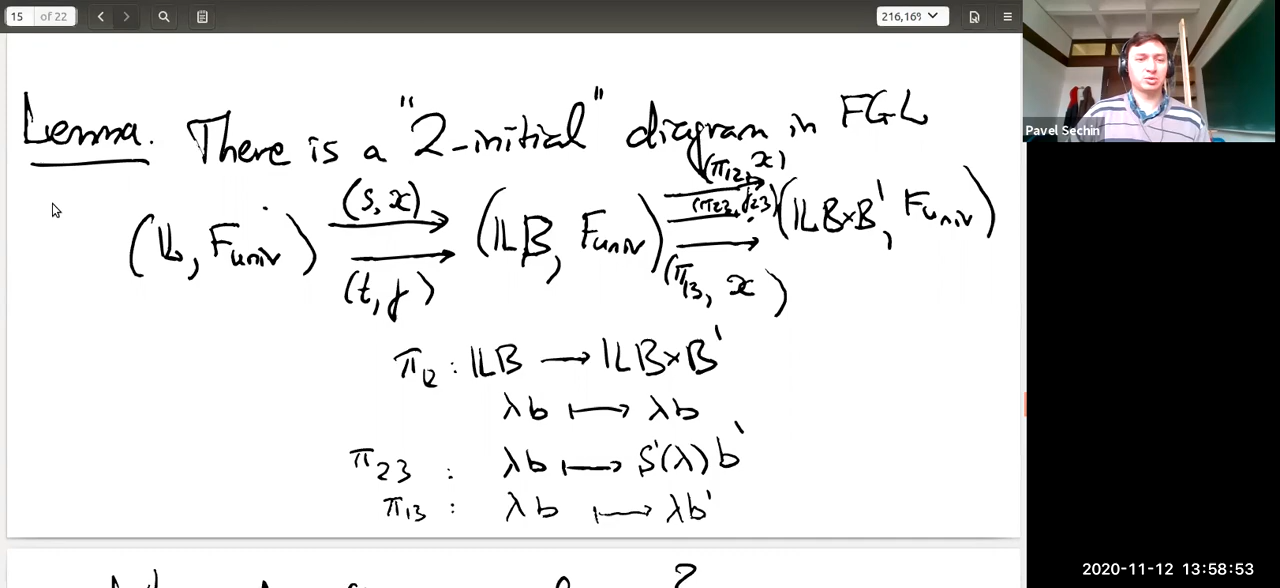 15 of 22
216,16%
Pavel Sechin
Lemma. There is a "2-initial" diagram in FGL
(𝕃, Funiv) (s, x) (t, γ) (𝕃B, Funiv) (π12, x) (π23, γ23) (π13, x) (𝕃B×B', Funiv)
π12 : 𝕃B → 𝕃B×B'
λb ⟼ λb
π23 : λb ⟼ S'(λ)b'
π13 : λb ⟼ λb'
2020-11-12 13:58:53